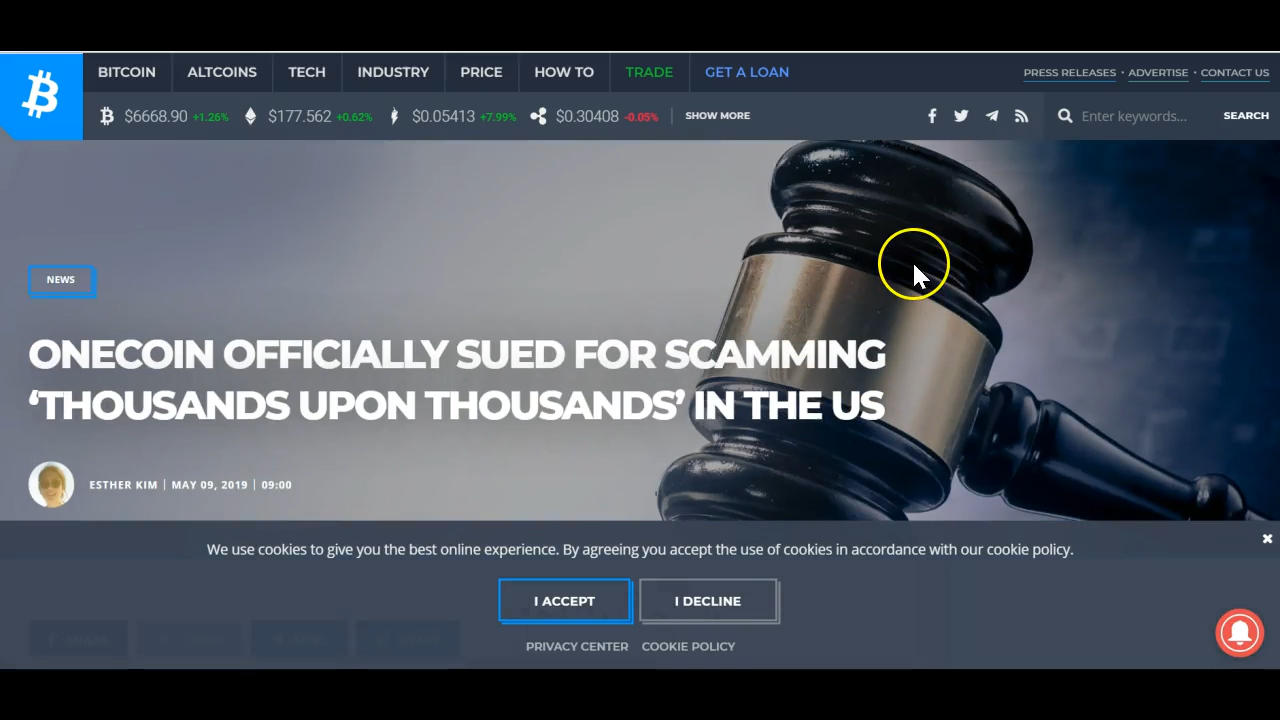 BITCOIN ALTCOINS TECH INDUSTRY PRICE HOW TO TRADE GET A LOAN PRESS RELEASES • ADVERTISE • CONTACT US
$6668.90 +1.26% $177.562 +0.62% $0.05413 +7.99% $0.30408 -0.05% SHOW MORE Enter keywords... SEARCH
NEWS
ONECOIN OFFICIALLY SUED FOR SCAMMING
‘THOUSANDS UPON THOUSANDS’ IN THE US
ESTHER KIM | MAY 09, 2019 | 09:00
We use cookies to give you the best online experience. By agreeing you accept the use of cookies in accordance with our cookie policy.
I ACCEPT I DECLINE
PRIVACY CENTER COOKIE POLICY